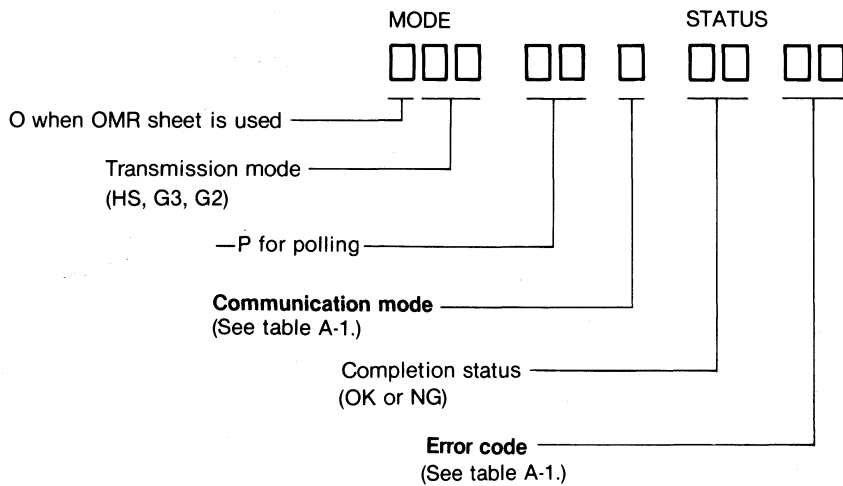 MODE STATUS
O when OMR sheet is used
Transmission mode
(HS, G3, G2)
—P for polling
Communication mode
(See table A-1.)
Completion status
(OK or NG)
Error code
(See table A-1.)